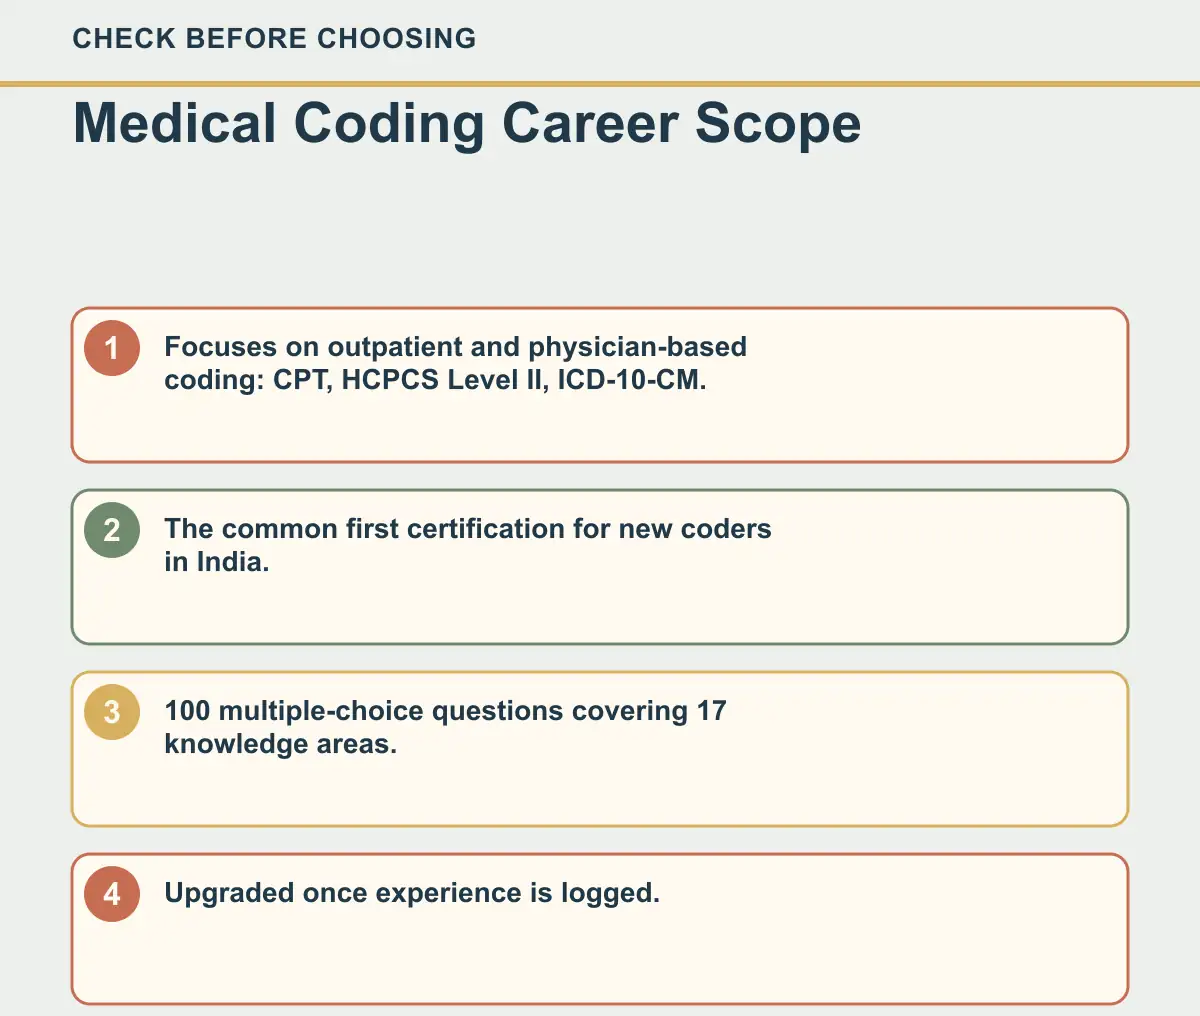 CHECK BEFORE CHOOSING
Medical Coding Career Scope
1
Focuses on outpatient and physician-based
coding: CPT, HCPCS Level II, ICD-10-CM.
2
The common first certification for new coders
in India.
3
100 multiple-choice questions covering 17
knowledge areas.
4
Upgraded once experience is logged.